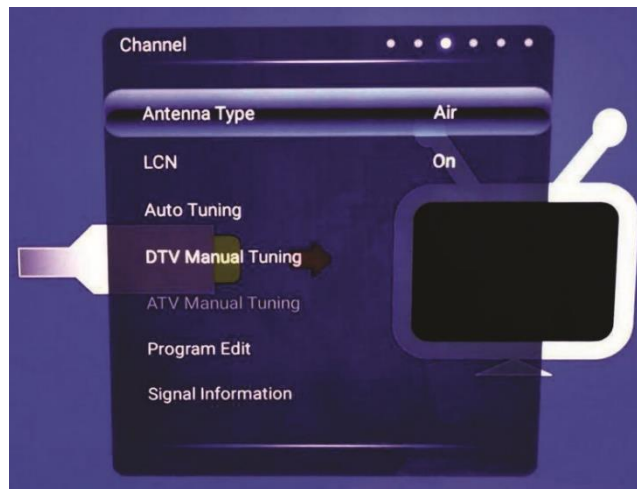 Channel
Antenna Type Air
LCN On
Auto Tuning
DTV Manual Tuning
ATV Manual Tuning
Program Edit
Signal Information